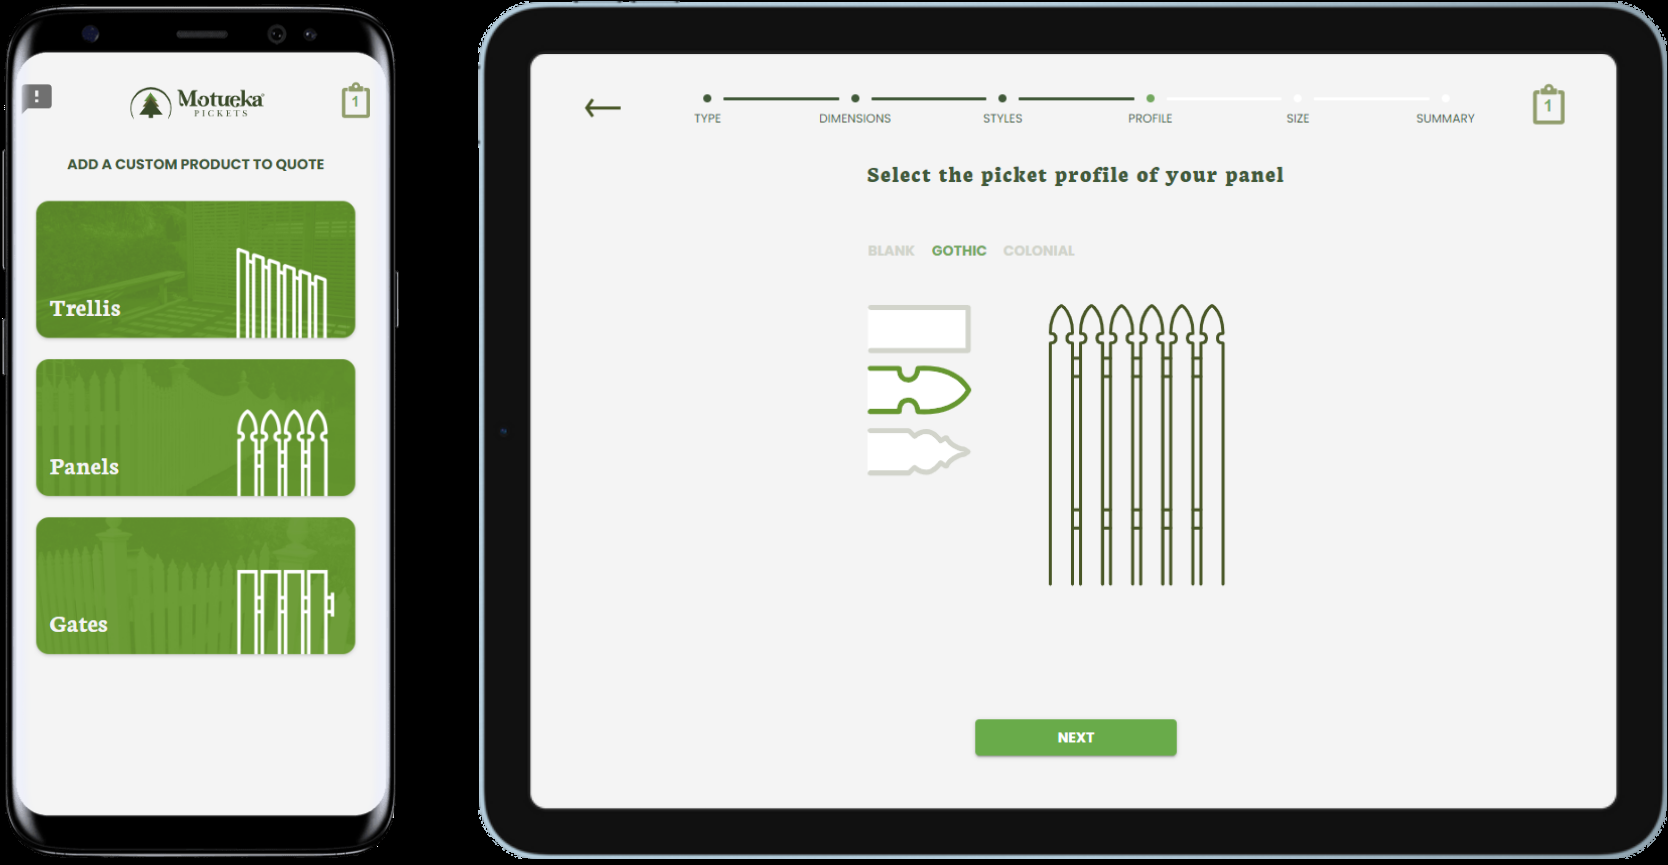 Motueka®
PICKETS
1
ADD A CUSTOM PRODUCT TO QUOTE
Trellis
Panels
Gates
TYPE
DIMENSIONS
STYLES
PROFILE
SIZE
SUMMARY
1
Select the picket profile of your panel
BLANK GOTHIC COLONIAL
NEXT